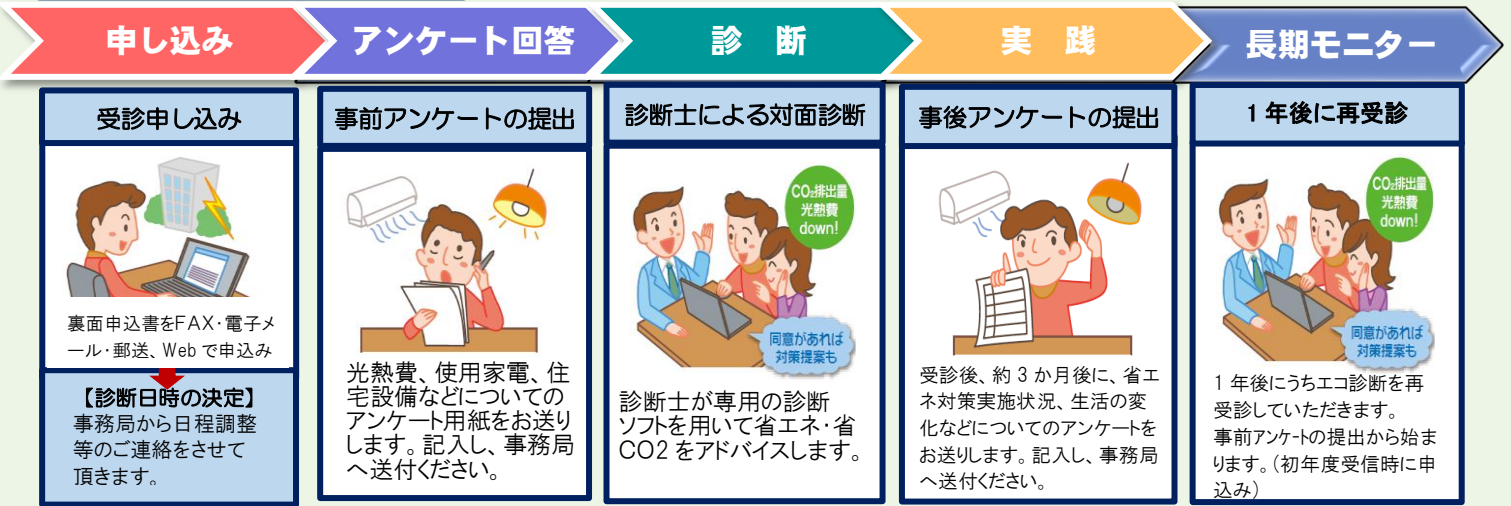 申し込み
アンケート回答
診　断
実　践
長期モニター
受診申し込み
裏面申込書をFAX・電子メ
ール・郵送、Web で申込み
【診断日時の決定】
事務局から日程調整
等のご連絡をさせて
頂きます。
事前アンケートの提出
光熱費、使用家電、住
宅設備などについての
アンケート用紙をお送り
します。記入し、事務局
へ送付ください。
診断士による対面診断
CO₂排出量
光熱費
down!
同意があれば
対策提案も
診断士が専用の診断
ソフトを用いて省エネ・省
CO2 をアドバイスします。
事後アンケートの提出
受診後、約 3 か月後に、省エ
ネ対策実施状況、生活の変
化などについてのアンケートを
お送りします。記入し、事務局
へ送付ください。
1 年後に再受診
CO₂排出量
光熱費
down!
同意があれば
対策提案も
1 年後にうちエコ診断を再
受診していただきます。
事前アンケートの提出から始ま
ります。（初年度受信時に申
込み）